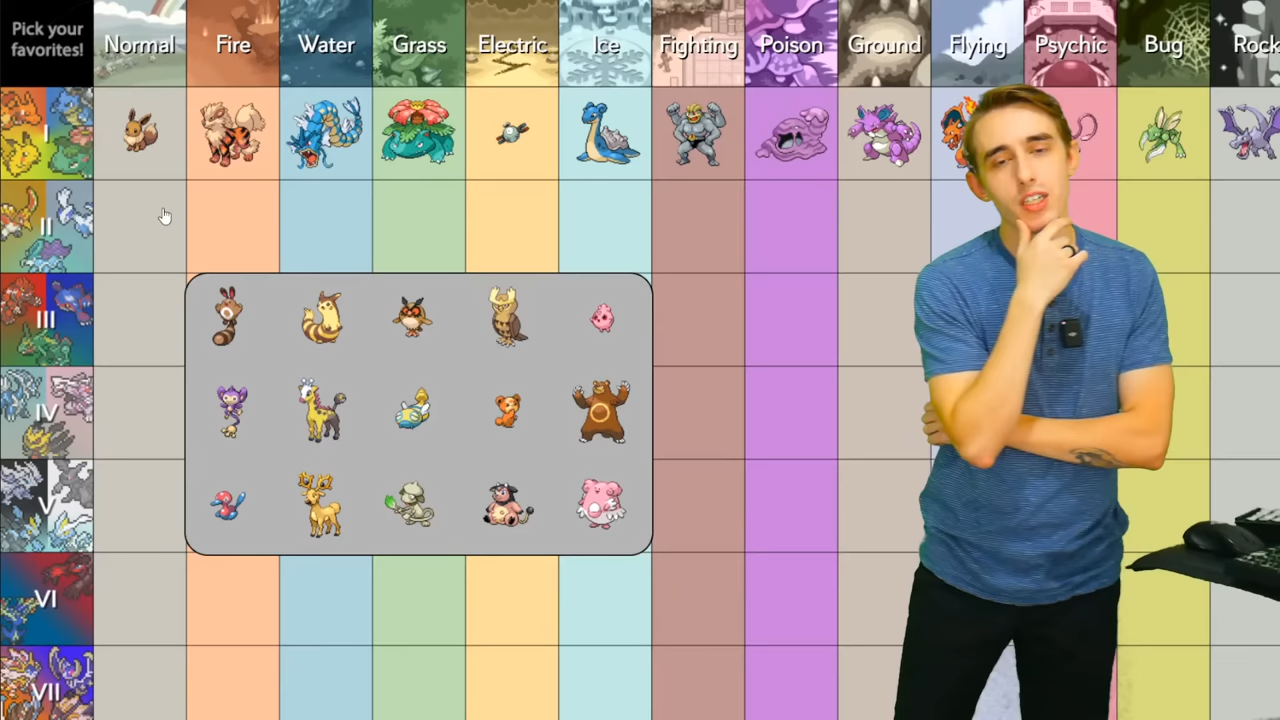 Pick your
favorites!
Normal
Fire
Water
Grass
Electric
Ice
Fighting
Poison
Ground
Flying
Psychic
Bug
Rock
I
II
III
IV
V
VI
VII